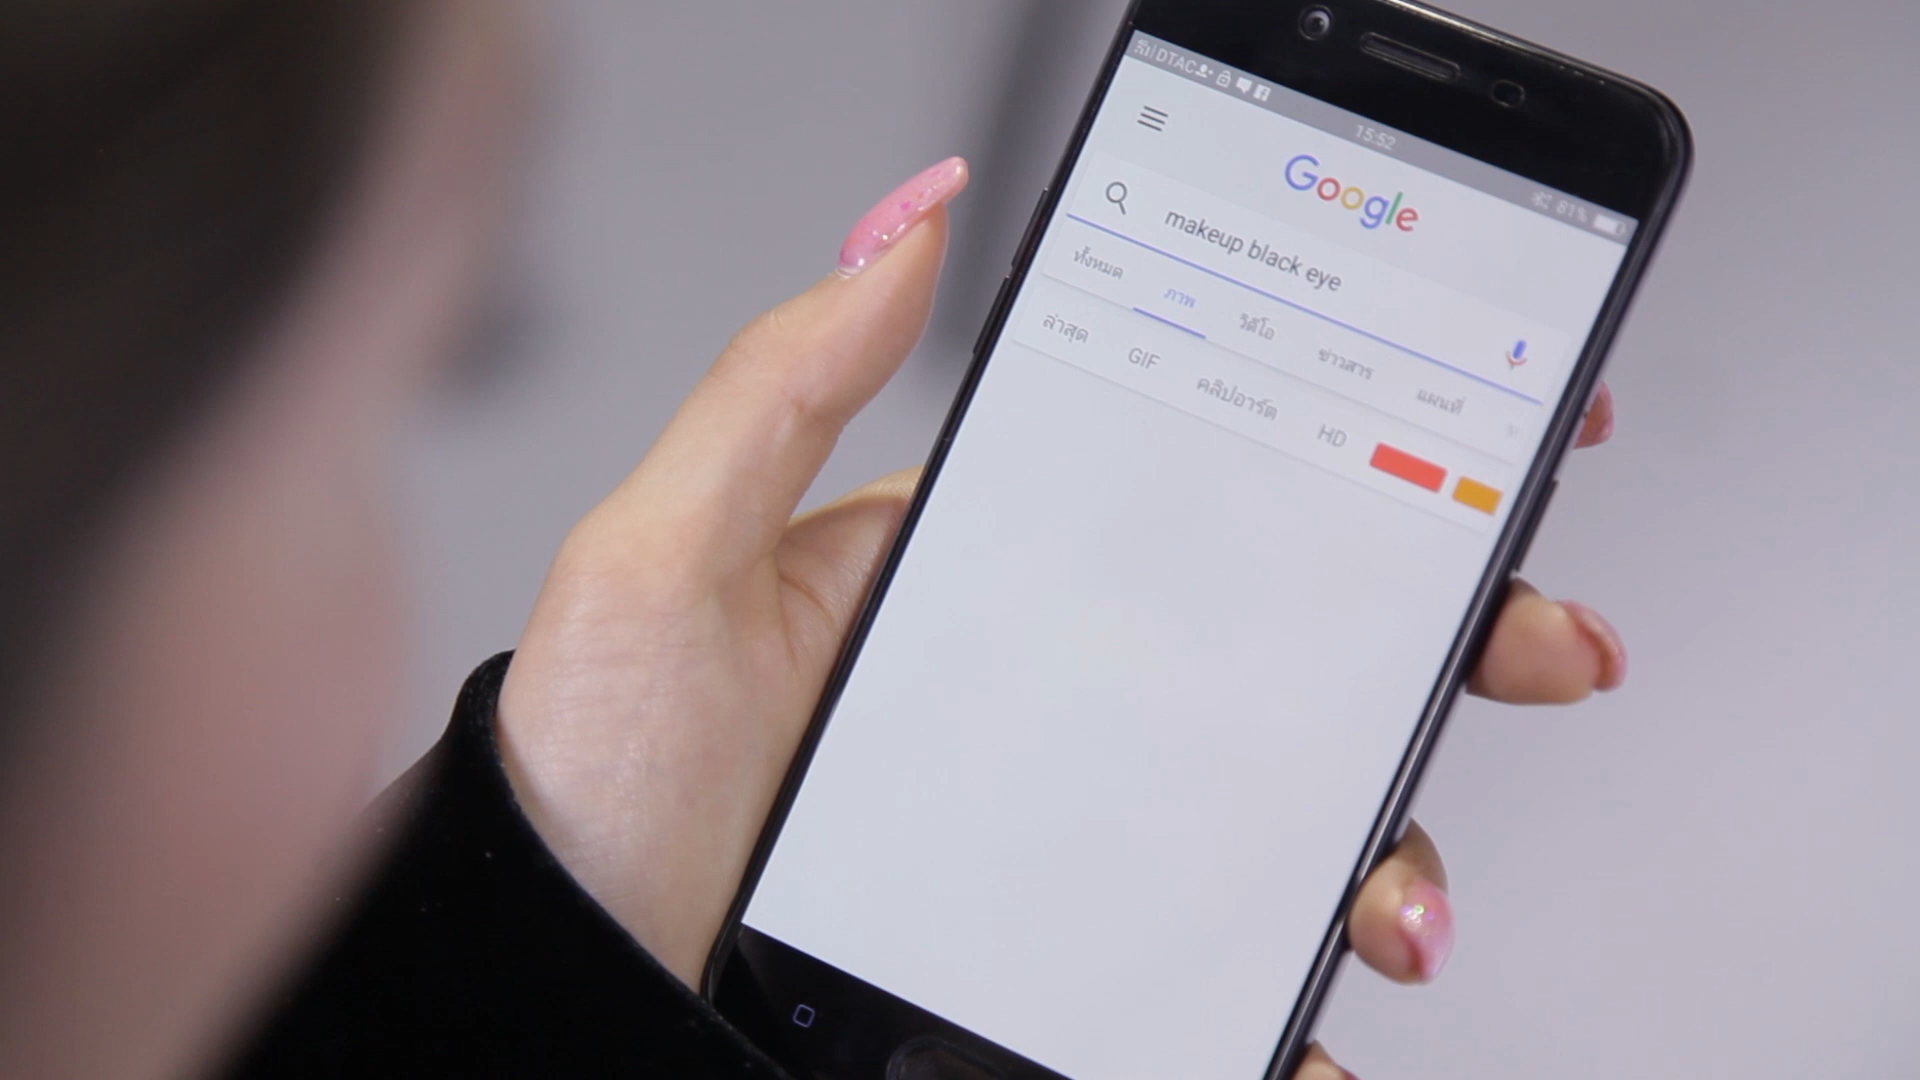 DTAC
15:52
81%
Google
makeup black eye
ทั้งหมด ภาพ วิดีโอ ข่าวสาร แผนที่
ล่าสุด GIF คลิปอาร์ต HD